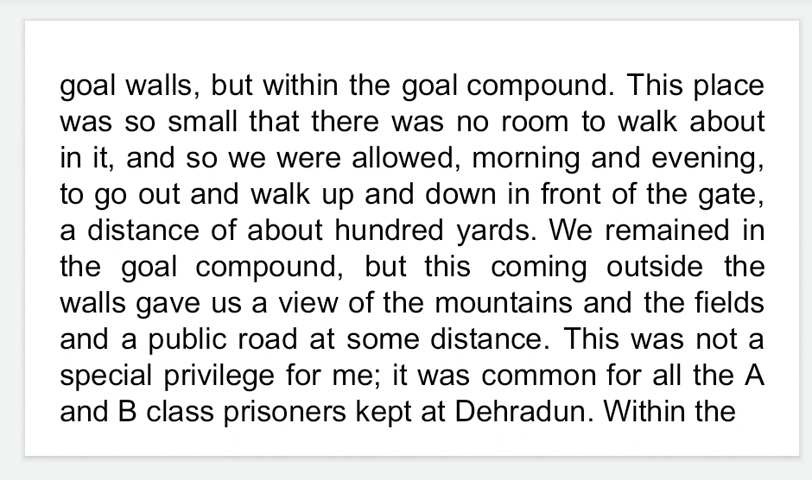 goal walls, but within the goal compound. This place
was so small that there was no room to walk about
in it, and so we were allowed, morning and evening,
to go out and walk up and down in front of the gate,
a distance of about hundred yards. We remained in
the goal compound, but this coming outside the
walls gave us a view of the mountains and the fields
and a public road at some distance. This was not a
special privilege for me; it was common for all the A
and B class prisoners kept at Dehradun. Within the